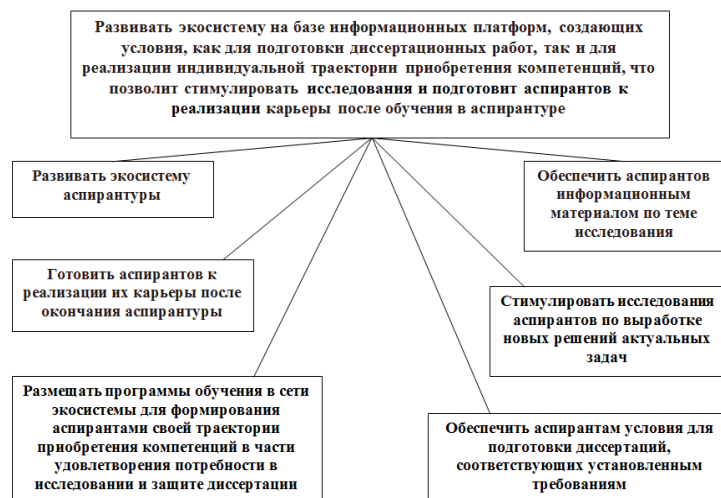 Развивать экосистему на базе информационных платформ, создающих
условия, как для подготовки диссертационных работ, так и для
реализации индивидуальной траектории приобретения компетенций, что
позволит стимулировать исследования и подготовит аспирантов к
реализации карьеры после обучения в аспирантуре
Развивать экосистему
аспирантуры
Обеспечить аспирантов
информационным
материалом по теме
исследования
Готовить аспирантов к
реализации их карьеры после
окончания аспирантуры
Стимулировать исследования
аспирантов по выработке
новых решений актуальных
задач
Размещать программы обучения в сети
экосистемы для формирования
аспирантами своей траектории
приобретения компетенций в части
удовлетворения потребности в
исследовании и защите диссертации
Обеспечить аспирантам условия для
подготовки диссертаций,
соответствующих установленным
требованиям